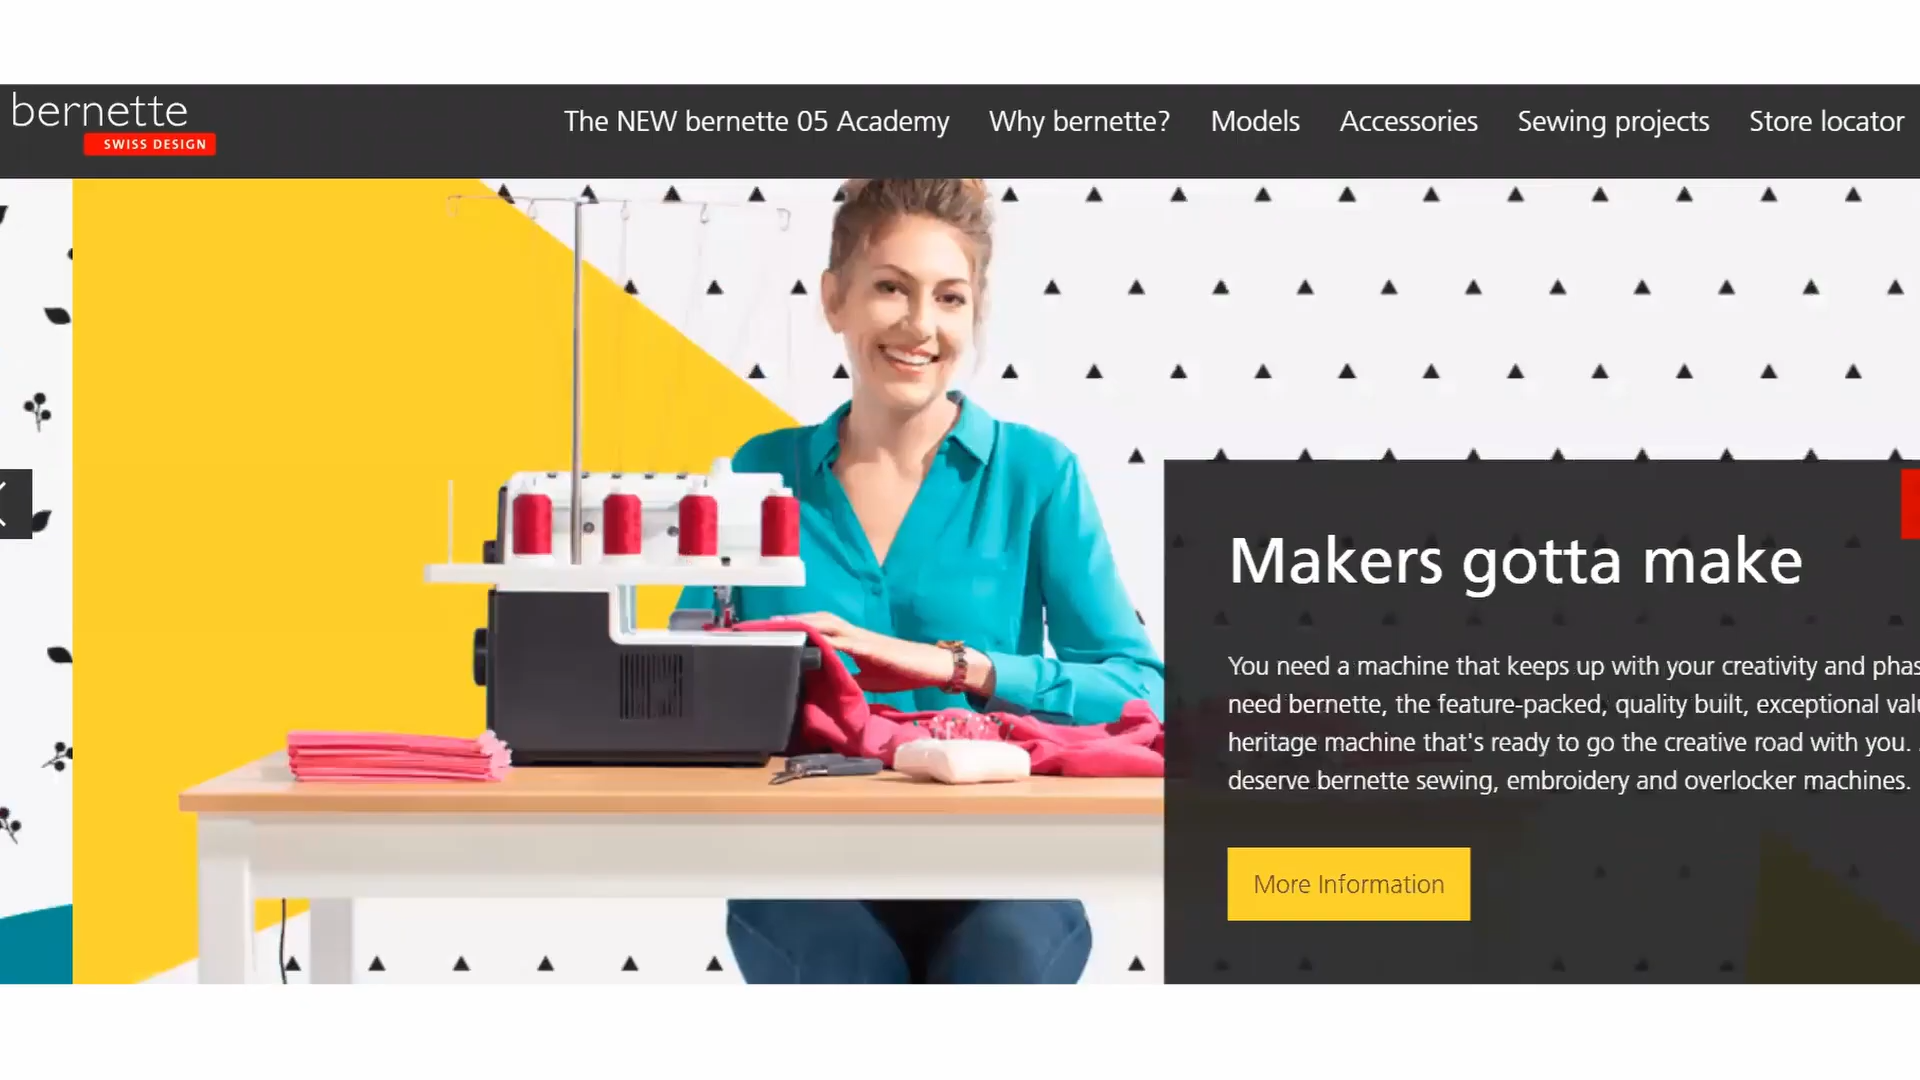 bernette
SWISS DESIGN
The NEW bernette 05 Academy Why bernette? Models Accessories Sewing projects Store locator
Makers gotta make
You need a machine that keeps up with your creativity and
need bernette, the feature-packed, quality built, exceptional
heritage machine that's ready to go the creative road with you.
deserve bernette sewing, embroidery and overlocker machines.
More Information